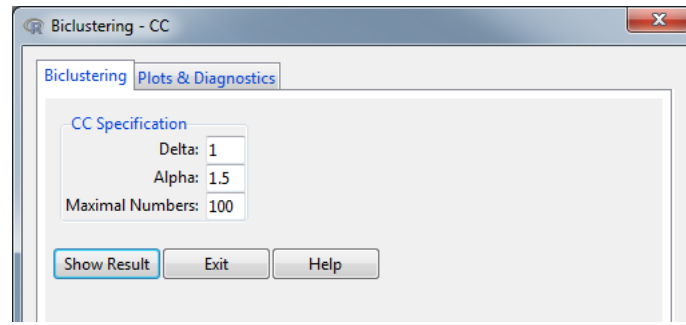 Biclustering - CC
Biclustering Plots & Diagnostics
CC Specification
Delta: 1
Alpha: 1.5
Maximal Numbers: 100
Show Result Exit Help